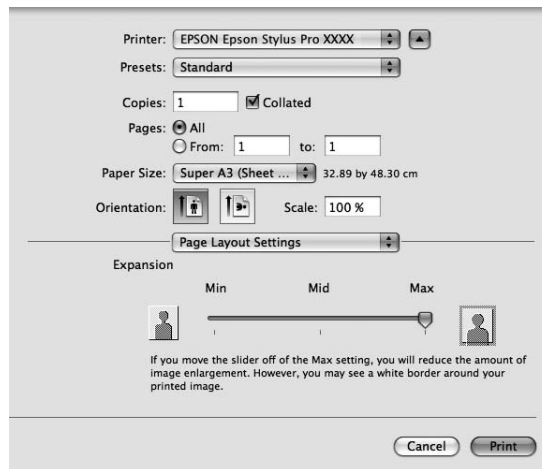 Printer: EPSON Epson Stylus Pro XXXX
Presets: Standard
Copies: 1 Collated
Pages: All
From: 1 to: 1
Paper Size: Super A3 (Sheet ... 32.89 by 48.30 cm
Orientation: Scale: 100 %
Page Layout Settings
Expansion
Min Mid Max
If you move the slider off of the Max setting, you will reduce the amount of
image enlargement. However, you may see a white border around your
printed image.
Cancel Print